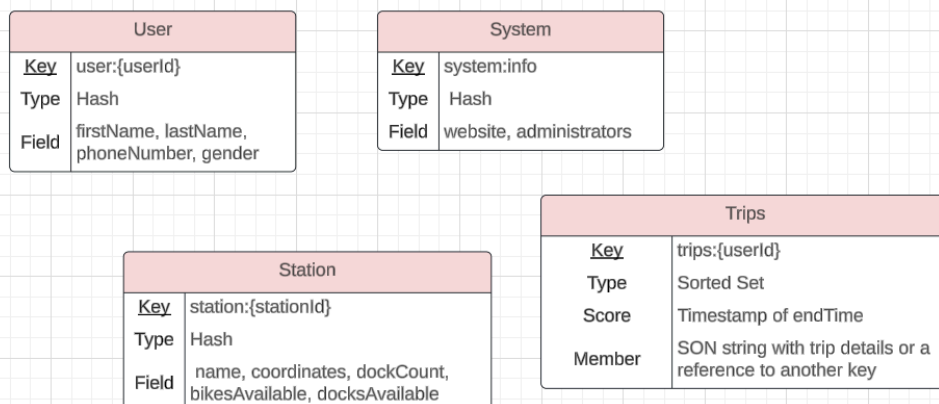 User
Key user:{userId}
Type Hash
Field firstName, lastName,
phoneNumber, gender
System
Key system:info
Type Hash
Field website, administrators
Trips
Key trips:{userId}
Type Sorted Set
Score Timestamp of endTime
Member SON string with trip details or a
reference to another key
Station
Key station:{stationId}
Type Hash
Field name, coordinates, dockCount,
bikesAvailable, docksAvailable